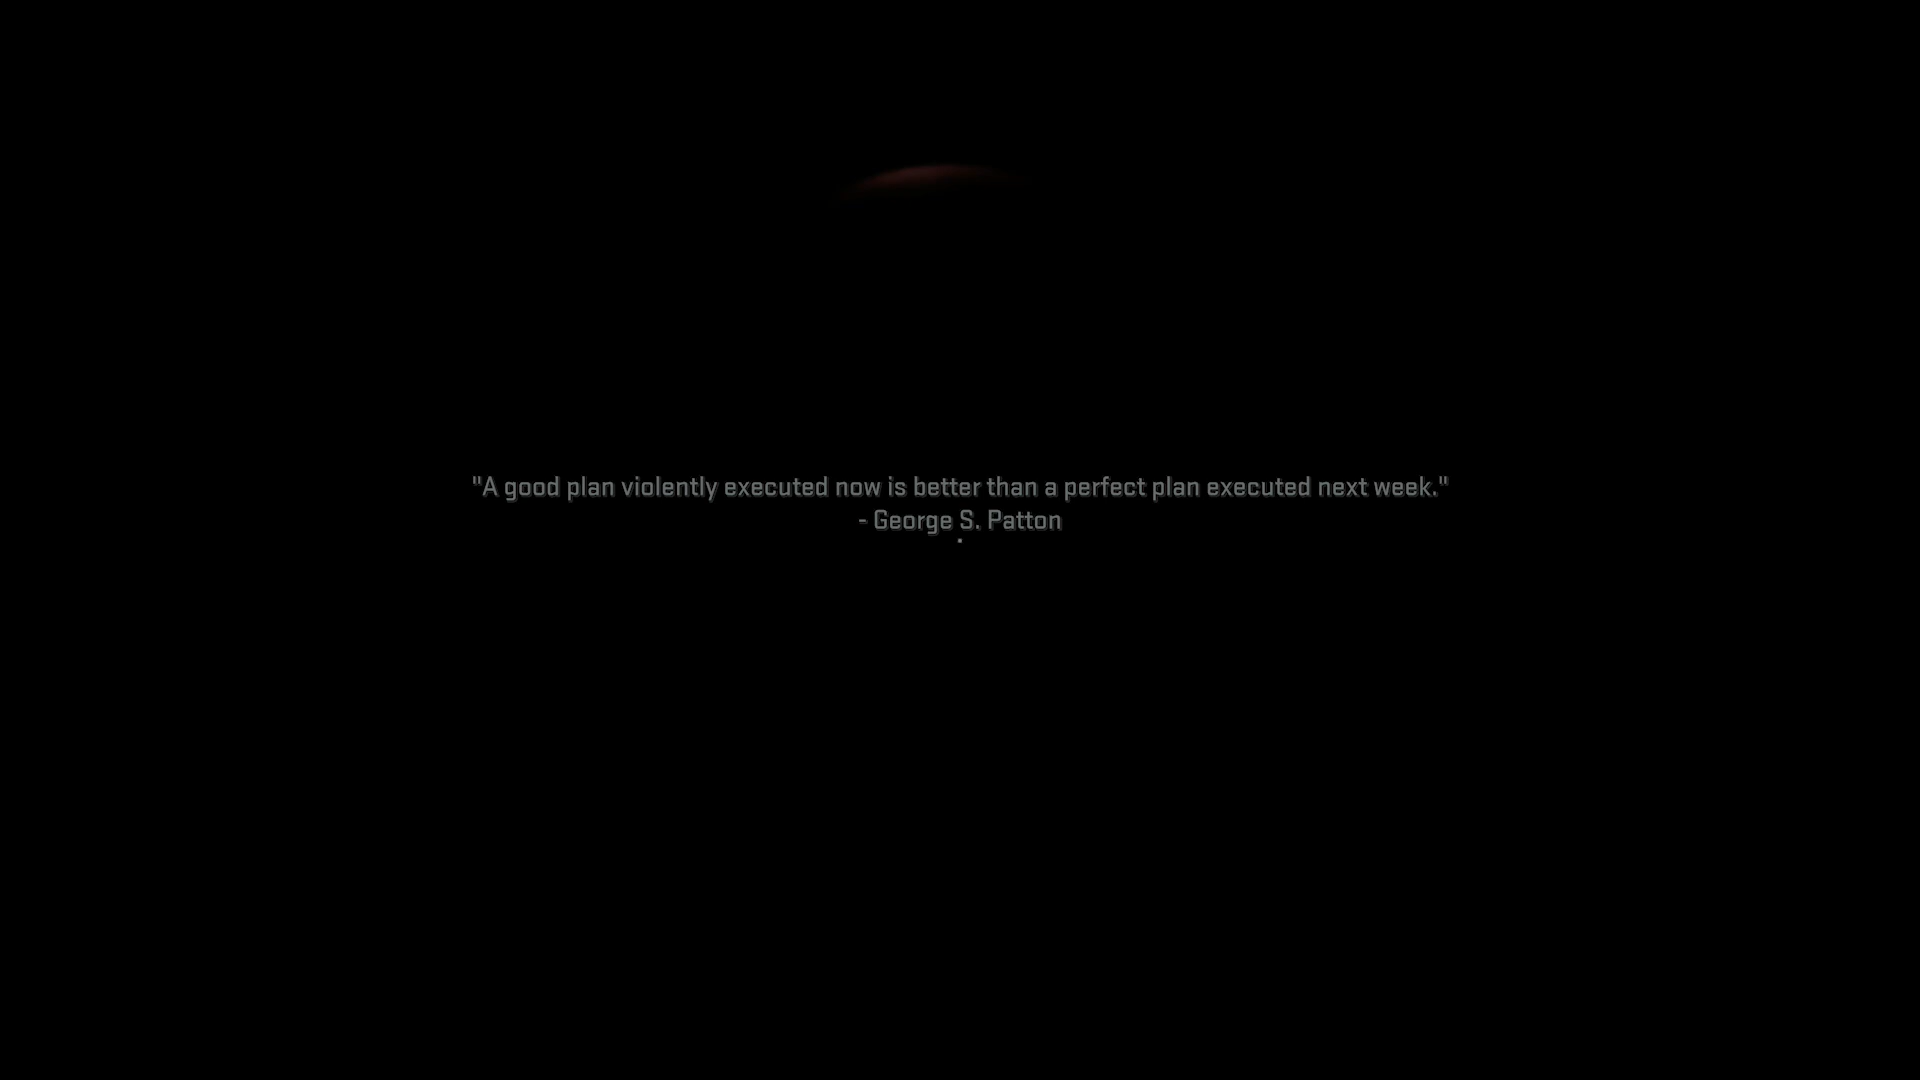 "A good plan violently executed now is better than a perfect plan executed next week."
- George S. Patton